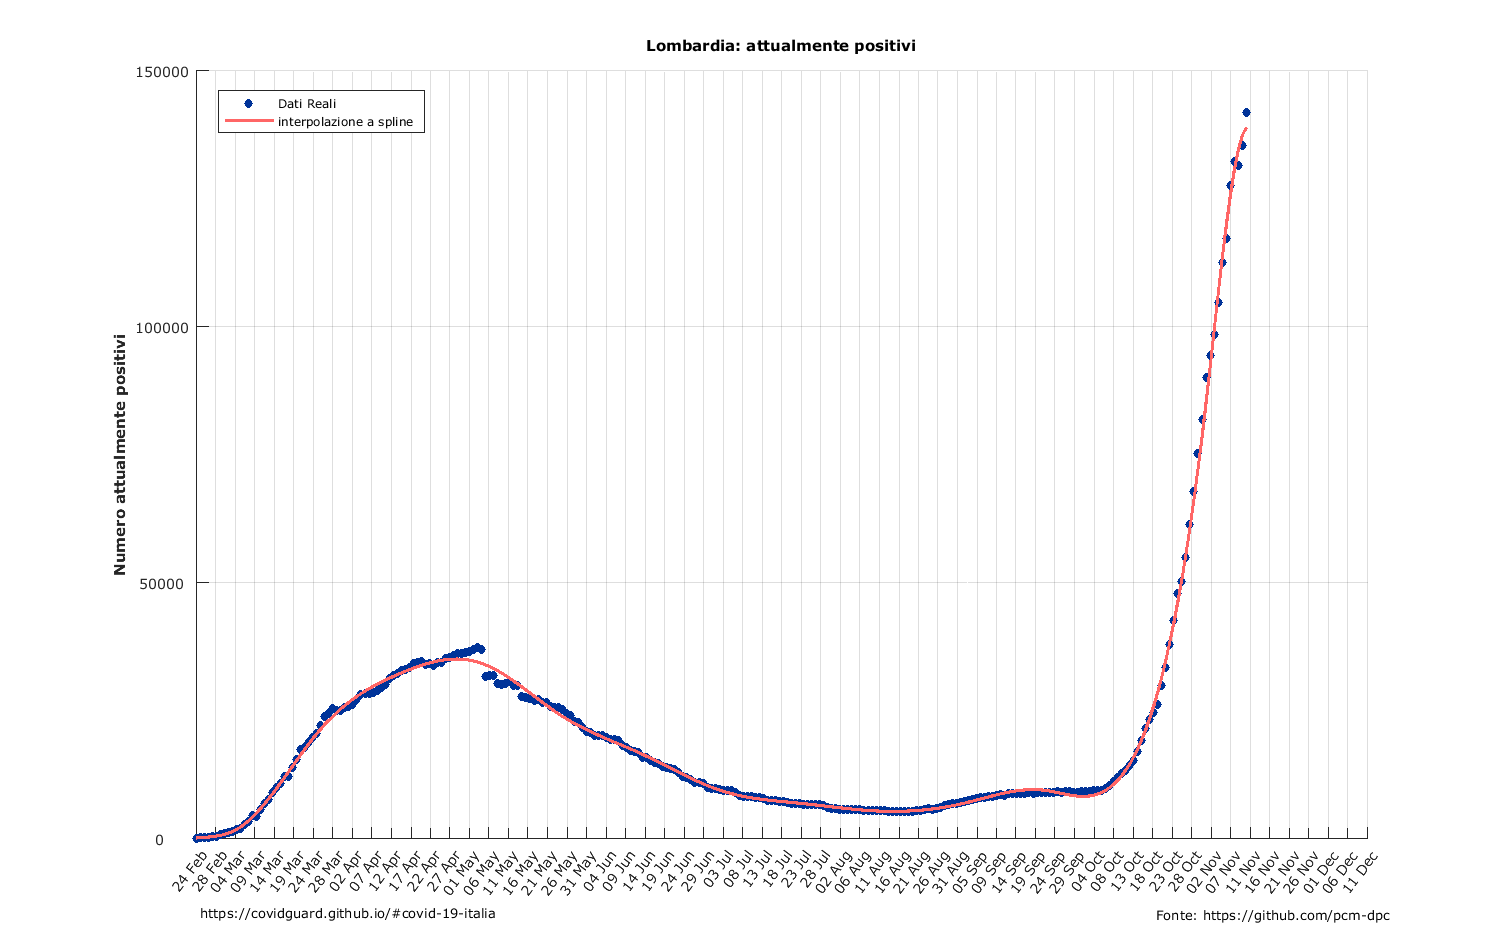 Lombardia: attualmente positivi
150000
Dati Reali
interpolazione a spline
100000
Numero attualmente positivi
50000
0
24 Feb
28 Feb
04 Mar
09 Mar
14 Mar
19 Mar
24 Mar
28 Mar
02 Apr
07 Apr
12 Apr
17 Apr
22 Apr
27 Apr
01 May
06 May
11 May
16 May
21 May
26 May
31 May
04 Jun
09 Jun
14 Jun
19 Jun
24 Jun
29 Jun
03 Jul
08 Jul
13 Jul
18 Jul
23 Jul
28 Jul
02 Aug
06 Aug
11 Aug
16 Aug
21 Aug
26 Aug
31 Aug
05 Sep
09 Sep
14 Sep
19 Sep
24 Sep
29 Sep
04 Oct
08 Oct
13 Oct
18 Oct
23 Oct
28 Oct
02 Nov
07 Nov
11 Nov
16 Nov
21 Nov
26 Nov
01 Dec
06 Dec
11 Dec
https://covidguard.github.io/#covid-19-italia
Fonte: https://github.com/pcm-dpc